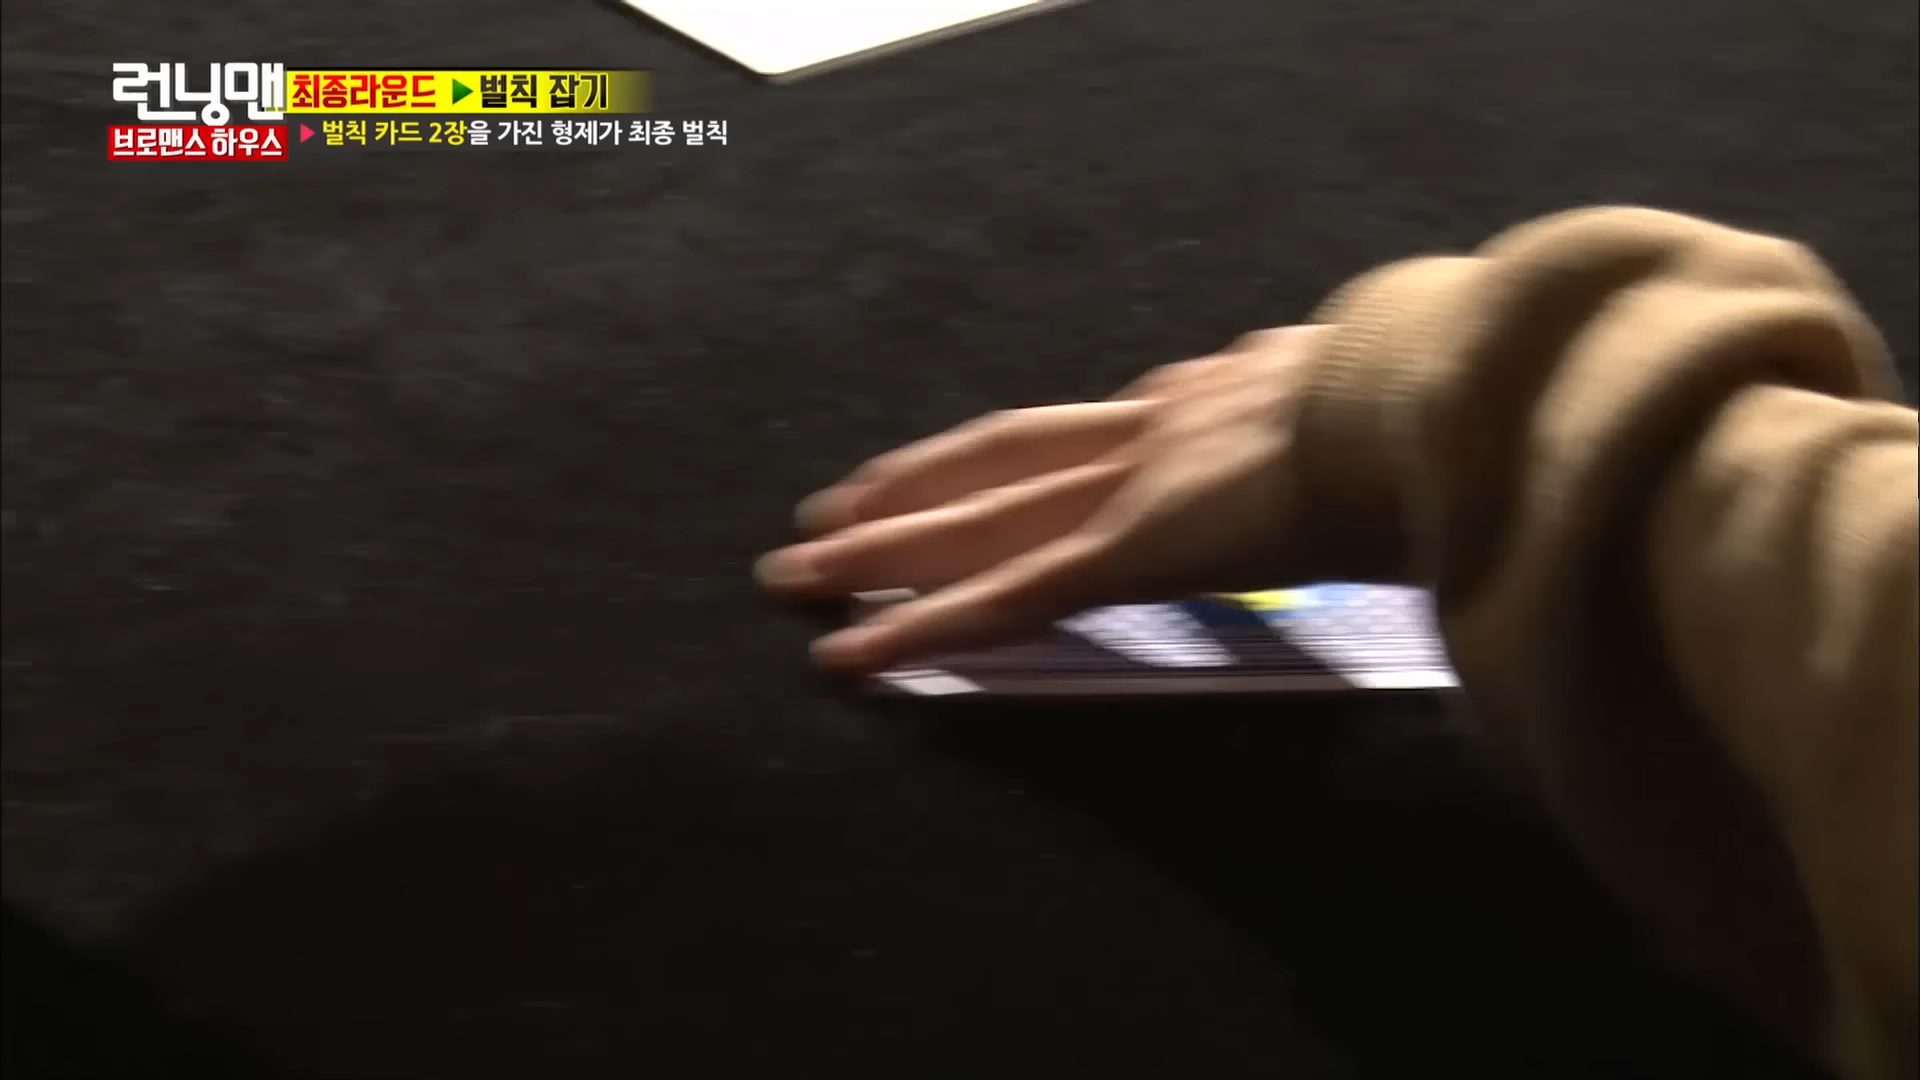 런닝맨
브로맨스 하우스
최종라운드 ▶벌칙 잡기
▶ 벌칙 카드 2장을 가진 형제가 최종 벌칙